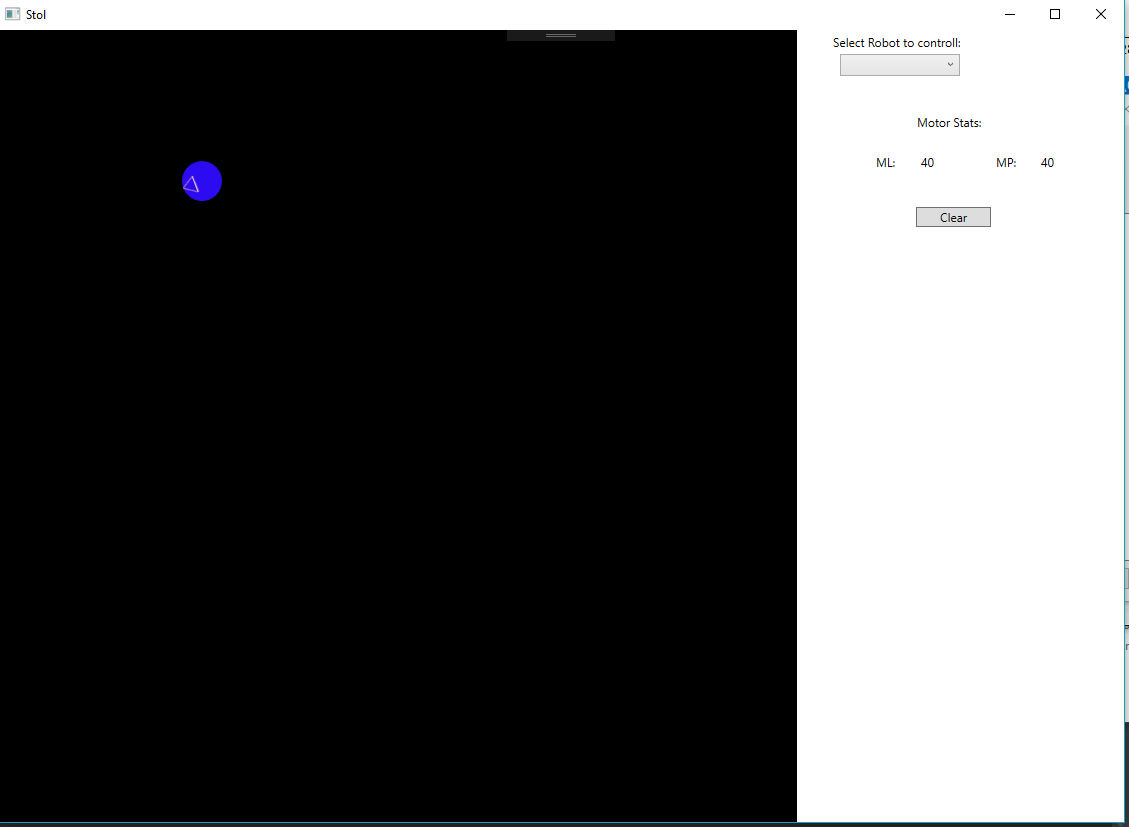 Stol
Select Robot to controll:
Motor Stats:
ML: 40 MP: 40
Clear